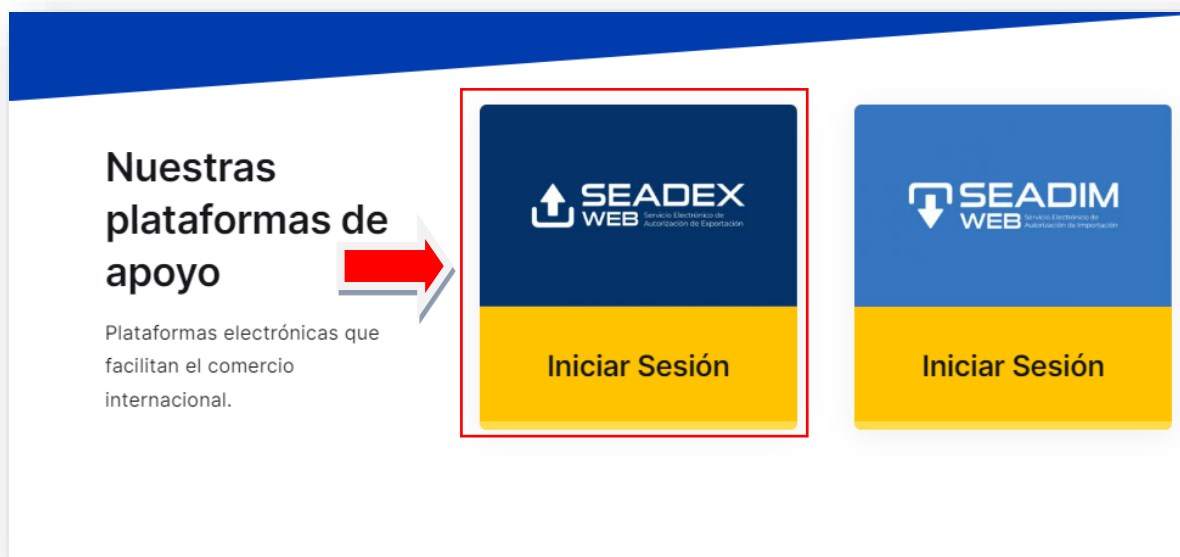 Nuestras
plataformas de
apoyo
Plataformas electrónicas que
facilitan el comercio
internacional.
SEADEX
WEB
Servicio Electrónico de
Autorización de Exportación
Iniciar Sesión
SEADIM
WEB
Servicio Electrónico de
Autorización de Importación
Iniciar Sesión